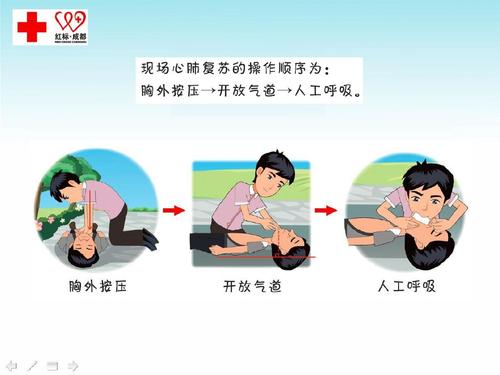 红标·成都
现场心肺复苏的操作顺序为：
胸外按压→开放气道→人工呼吸。
胸外按压
开放气道
人工呼吸